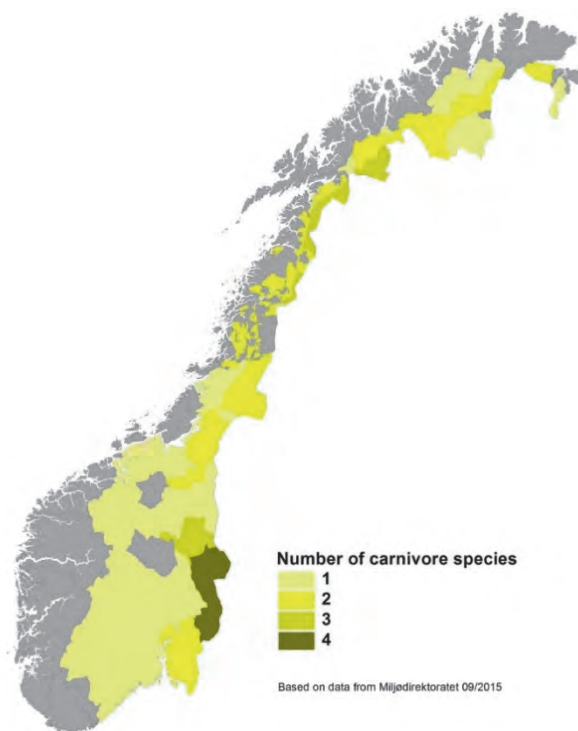 Number of carnivore species
1
2
3
4
Based on data from Miljødirektoratet 09/2015